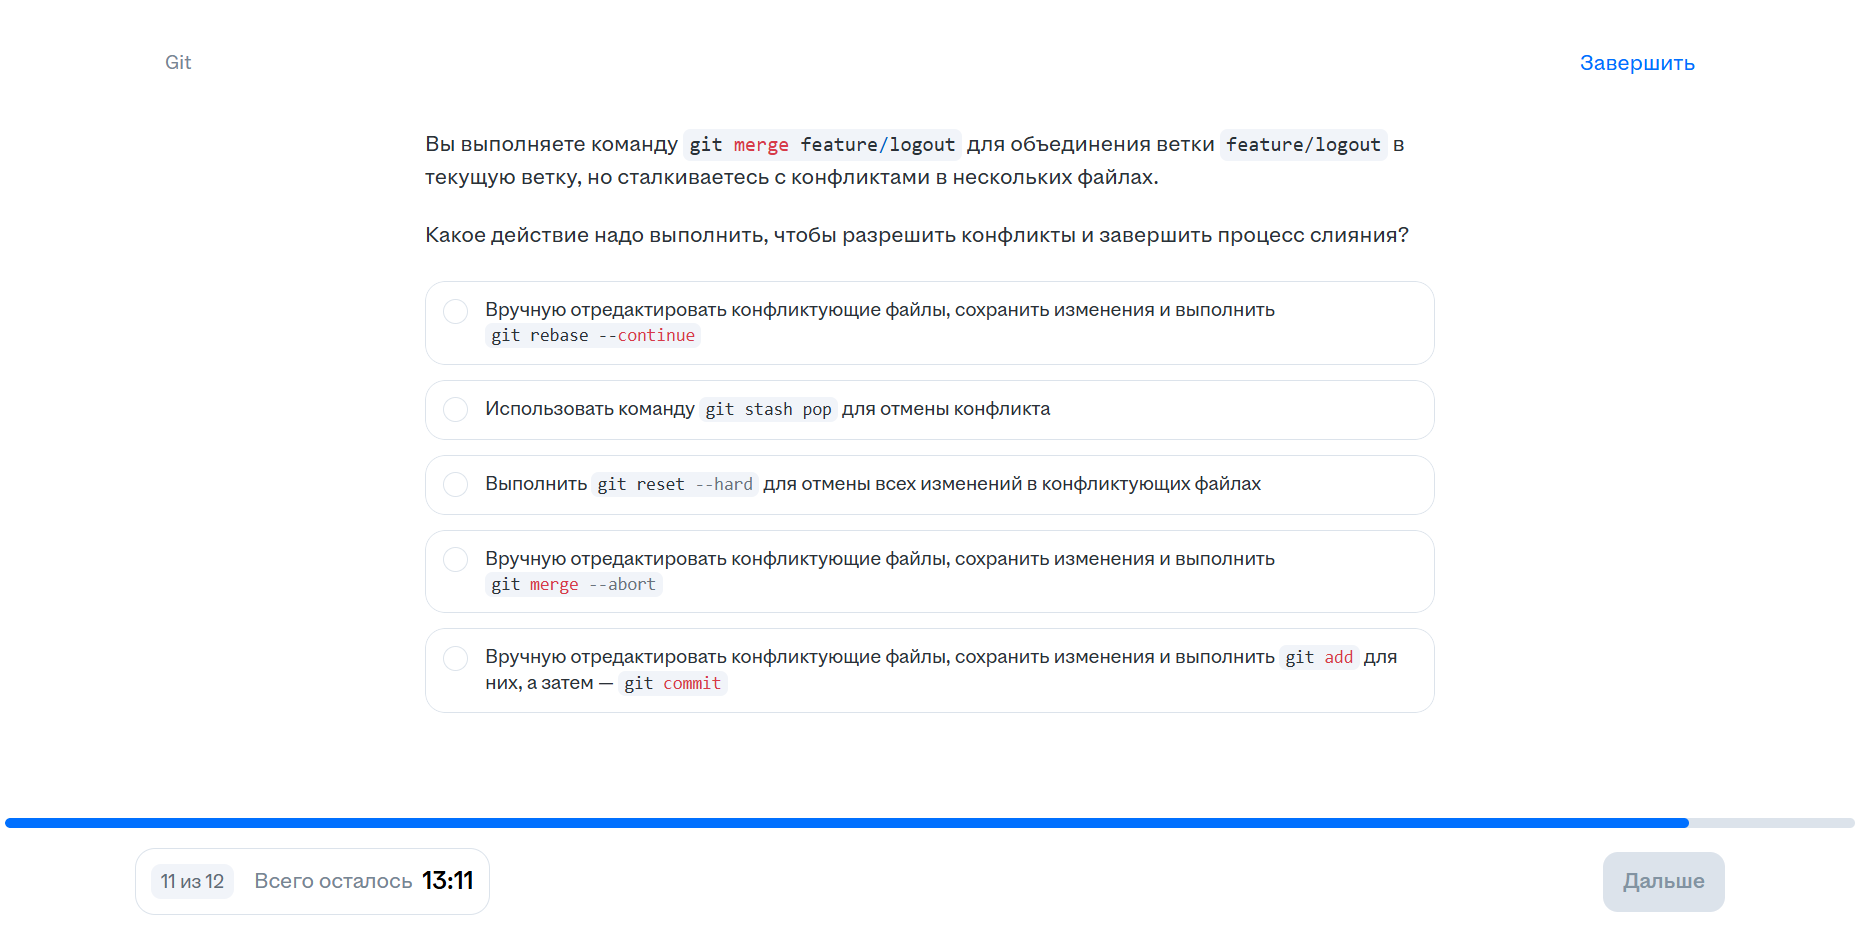 Git
Завершить
Вы выполняете команду git merge feature/logout для объединения ветки feature/logout в
текущую ветку, но сталкиваетесь с конфликтами в нескольких файлах.
Какое действие надо выполнить, чтобы разрешить конфликты и завершить процесс слияния?
Вручную отредактировать конфликтующие файлы, сохранить изменения и выполнить
git rebase --continue
Использовать команду git stash pop для отмены конфликта
Выполнить git reset --hard для отмены всех изменений в конфликтующих файлах
Вручную отредактировать конфликтующие файлы, сохранить изменения и выполнить
git merge --abort
Вручную отредактировать конфликтующие файлы, сохранить изменения и выполнить git add для
них, а затем — git commit
11 из 12
Всего осталось 13:11
Дальше